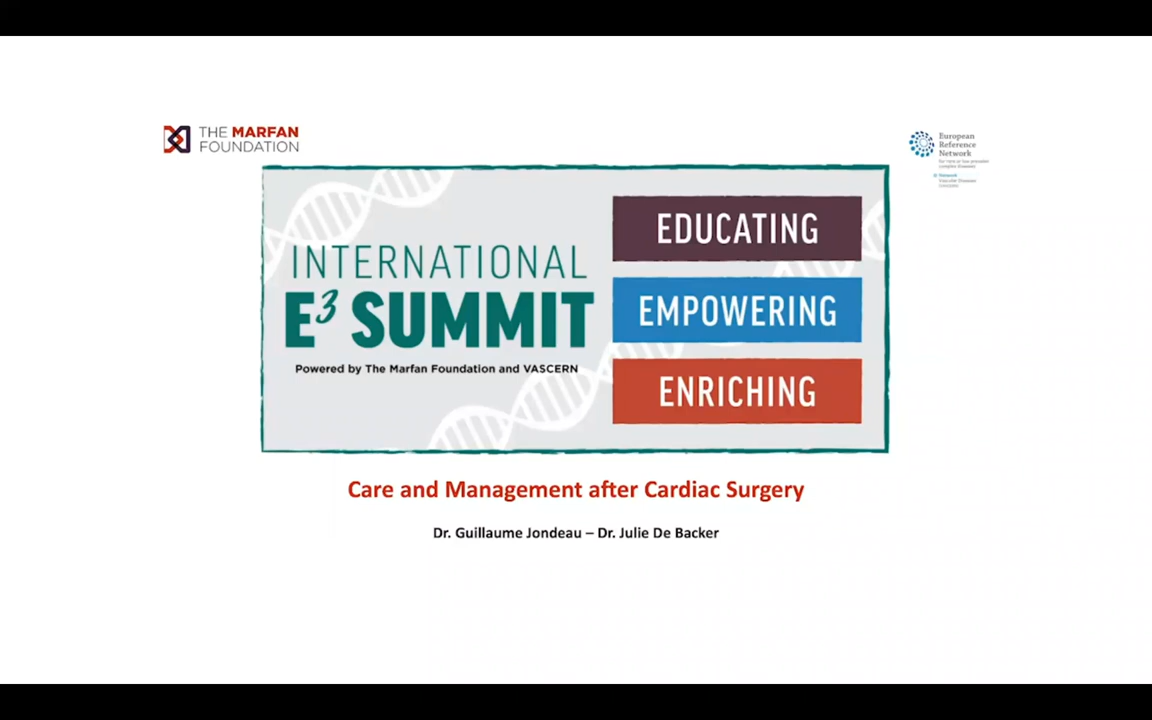 THE MARFAN
FOUNDATION
European
Reference
Network
INTERNATIONAL
E³ SUMMIT
Powered by The Marfan Foundation and VASCERN
EDUCATING
EMPOWERING
ENRICHING
Care and Management after Cardiac Surgery
Dr. Guillaume Jondeau – Dr. Julie De Backer